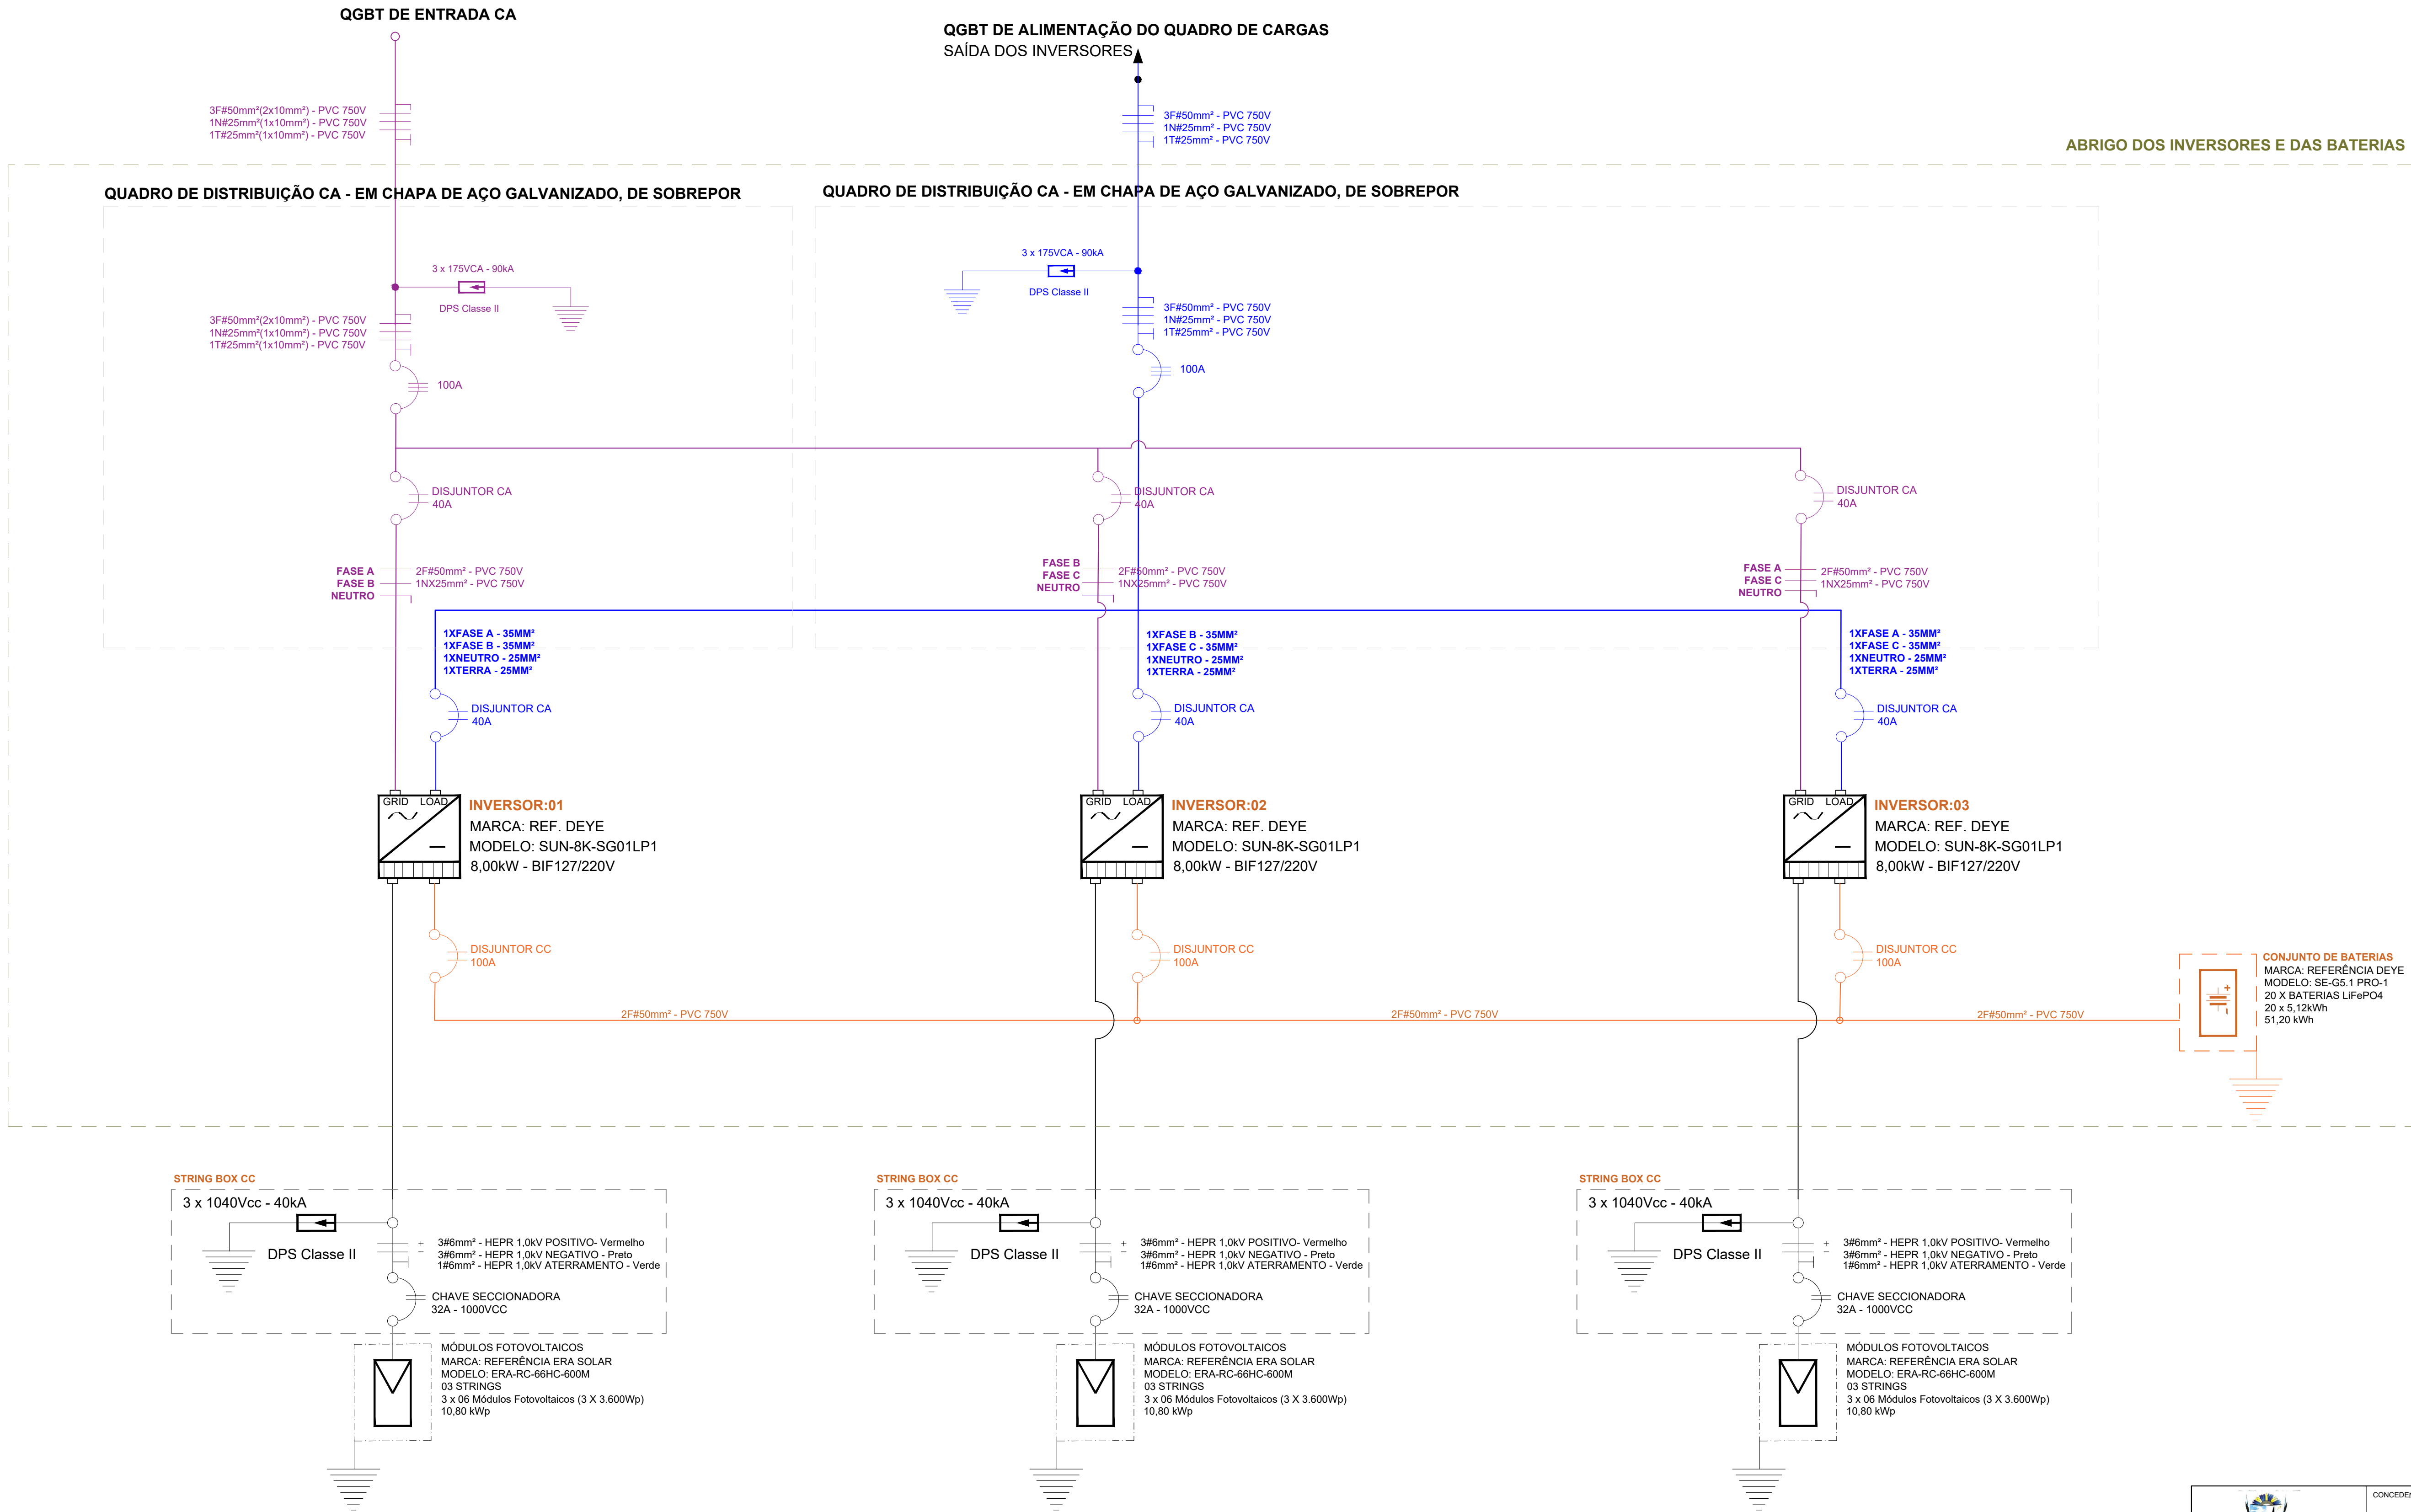 QGBT DE ENTRADA CA
QGBT DE ALIMENTAÇÃO DO QUADRO DE CARGAS
SAÍDA DOS INVERSORES
3F#50mm²(2x10mm²) - PVC 750V
1N#25mm²(1x10mm²) - PVC 750V
1T#25mm²(1x10mm²) - PVC 750V
3F#50mm² - PVC 750V
1N#25mm² - PVC 750V
1T#25mm² - PVC 750V
ABRIGO DOS INVERSORES E DAS BATERIAS
QUADRO DE DISTRIBUIÇÃO CA - EM CHAPA DE AÇO GALVANIZADO, DE SOBREPOR
QUADRO DE DISTRIBUIÇÃO CA - EM CHAPA DE AÇO GALVANIZADO, DE SOBREPOR
3 x 175VCA - 90kA
DPS Classe II
3F#50mm²(2x10mm²) - PVC 750V
1N#25mm²(1x10mm²) - PVC 750V
1T#25mm²(1x10mm²) - PVC 750V
100A
3 x 175VCA - 90kA
DPS Classe II
3F#50mm² - PVC 750V
1N#25mm² - PVC 750V
1T#25mm² - PVC 750V
100A
DISJUNTOR CA
40A
DISJUNTOR CA
40A
DISJUNTOR CA
40A
FASE A
FASE B
NEUTRO
2F#50mm² - PVC 750V
1NX25mm² - PVC 750V
FASE B
FASE C
NEUTRO
2F#50mm² - PVC 750V
1NX25mm² - PVC 750V
FASE A
FASE C
NEUTRO
2F#50mm² - PVC 750V
1NX25mm² - PVC 750V
1XFASE A - 35MM²
1XFASE B - 35MM²
1XNEUTRO - 25MM²
1XTERRA - 25MM²
1XFASE B - 35MM²
1XFASE C - 35MM²
1XNEUTRO - 25MM²
1XTERRA - 25MM²
1XFASE A - 35MM²
1XFASE C - 35MM²
1XNEUTRO - 25MM²
1XTERRA - 25MM²
DISJUNTOR CA
40A
DISJUNTOR CA
40A
DISJUNTOR CA
40A
GRID LOAD
INVERSOR:01
MARCA: REF. DEYE
MODELO: SUN-8K-SG01LP1
8,00kW - BIF127/220V
GRID LOAD
INVERSOR:02
MARCA: REF. DEYE
MODELO: SUN-8K-SG01LP1
8,00kW - BIF127/220V
GRID LOAD
INVERSOR:03
MARCA: REF. DEYE
MODELO: SUN-8K-SG01LP1
8,00kW - BIF127/220V
DISJUNTOR CC
100A
DISJUNTOR CC
100A
DISJUNTOR CC
100A
2F#50mm² - PVC 750V
2F#50mm² - PVC 750V
2F#50mm² - PVC 750V
CONJUNTO DE BATERIAS
MARCA: REFERÊNCIA DEYE
MODELO: SE-G5.1 PRO-1
20 X BATERIAS LiFePO4
20 x 5,12kWh
51,20 kWh
STRING BOX CC
3 x 1040Vcc - 40kA
DPS Classe II
+ 3#6mm² - HEPR 1,0kV POSITIVO- Vermelho
− 3#6mm² - HEPR 1,0kV NEGATIVO - Preto
1#6mm² - HEPR 1,0kV ATERRAMENTO - Verde
CHAVE SECCIONADORA
32A - 1000VCC
MÓDULOS FOTOVOLTAICOS
MARCA: REFERÊNCIA ERA SOLAR
MODELO: ERA-RC-66HC-600M
03 STRINGS
3 x 06 Módulos Fotovoltaicos (3 X 3.600Wp)
10,80 kWp
STRING BOX CC
3 x 1040Vcc - 40kA
DPS Classe II
+ 3#6mm² - HEPR 1,0kV POSITIVO- Vermelho
− 3#6mm² - HEPR 1,0kV NEGATIVO - Preto
1#6mm² - HEPR 1,0kV ATERRAMENTO - Verde
CHAVE SECCIONADORA
32A - 1000VCC
MÓDULOS FOTOVOLTAICOS
MARCA: REFERÊNCIA ERA SOLAR
MODELO: ERA-RC-66HC-600M
03 STRINGS
3 x 06 Módulos Fotovoltaicos (3 X 3.600Wp)
10,80 kWp
STRING BOX CC
3 x 1040Vcc - 40kA
DPS Classe II
+ 3#6mm² - HEPR 1,0kV POSITIVO- Vermelho
− 3#6mm² - HEPR 1,0kV NEGATIVO - Preto
1#6mm² - HEPR 1,0kV ATERRAMENTO - Verde
CHAVE SECCIONADORA
32A - 1000VCC
MÓDULOS FOTOVOLTAICOS
MARCA: REFERÊNCIA ERA SOLAR
MODELO: ERA-RC-66HC-600M
03 STRINGS
3 x 06 Módulos Fotovoltaicos (3 X 3.600Wp)
10,80 kWp